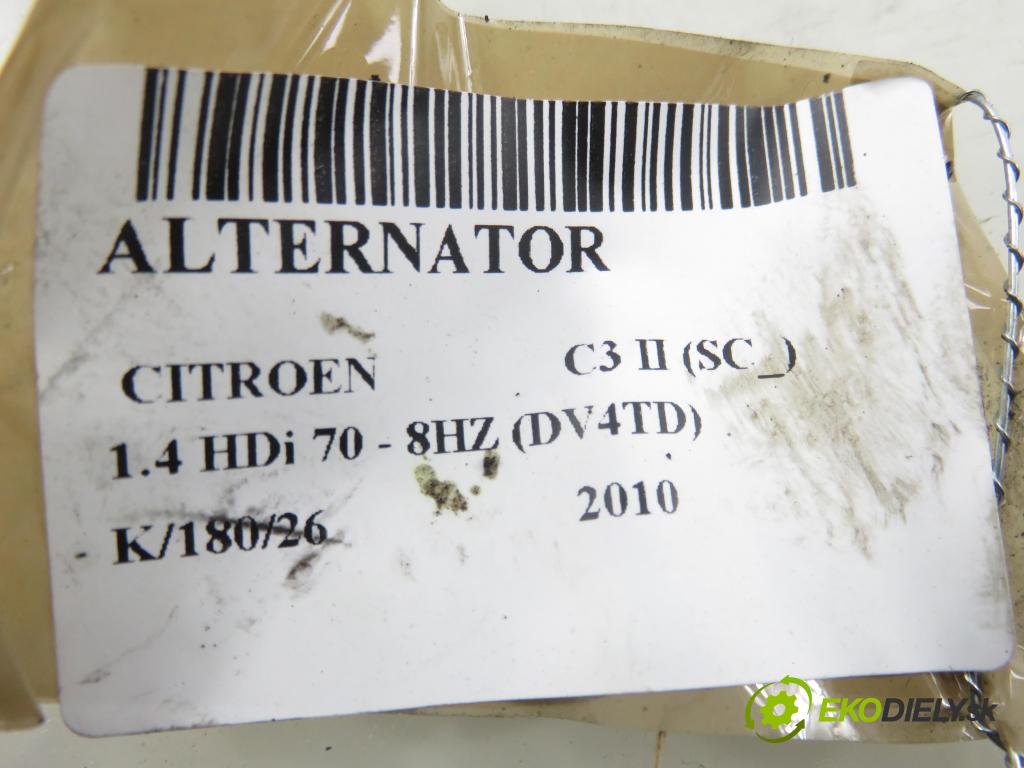 ALTERNATOR
CITROEN C3 II (SC_)
1.4 HDi 70 - 8HZ (DV4TD)
K/180/26 2010
EKODIELY.sk